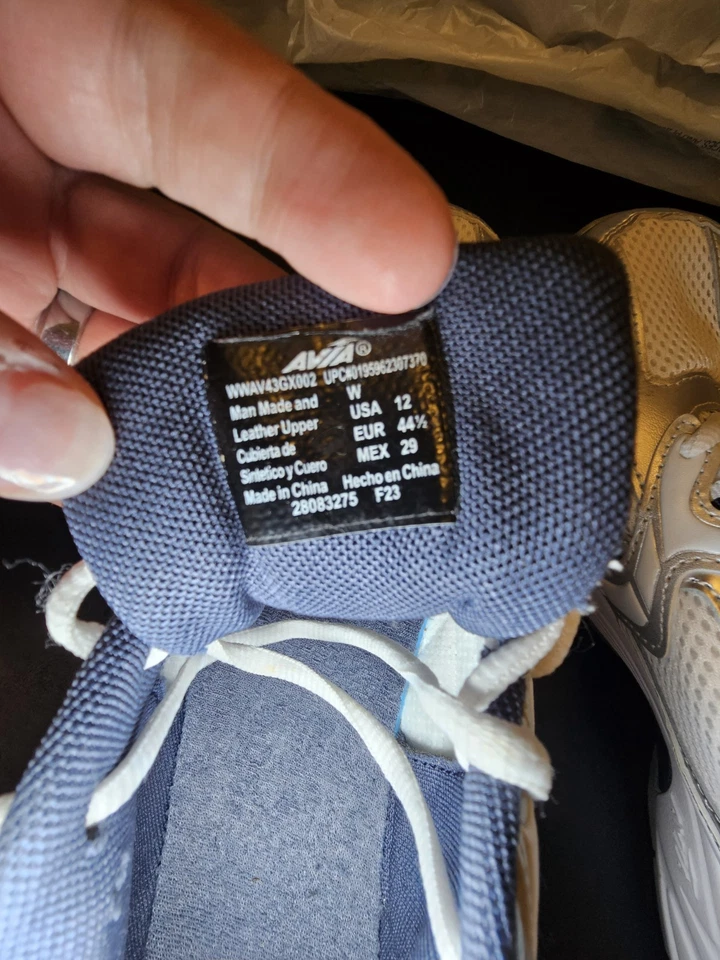 AVIA®
WWAV43GX002 UPC#0195962307370
Man Made and W
Leather Upper USA 12
Cubierta de EUR 44½
Sintetico y Cuero MEX 29
Made in China Hecho en China
28083275 F23